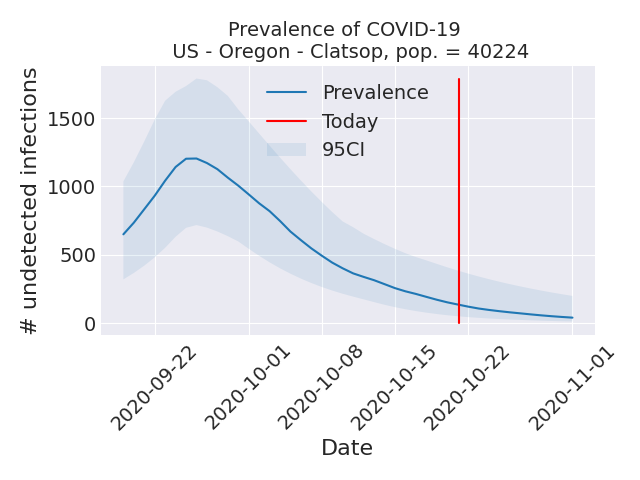 Prevalence of COVID-19
US - Oregon - Clatsop, pop. = 40224
# undetected infections
1500
1000
500
0
Prevalence
Today
95CI
2020-09-22
2020-10-01
2020-10-08
2020-10-15
2020-10-22
2020-11-01
Date